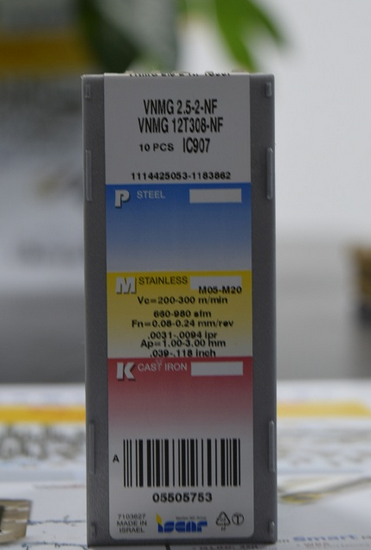 VNMG 2.5-2-NF
VNMG 12T308-NF
10 PCS IC907
1114425053-1183862
P STEEL
M STAINLESS M05-M20
Vc=200-300 m/min
660-980 sfm
Fn=0.08-0.24 mm/rev
.0031-.0094 ipr
Ap=1.00-3.00 mm
.039-.118 inch
K CAST IRON
A
05505753
7103627
MADE IN
ISRAEL
iscar